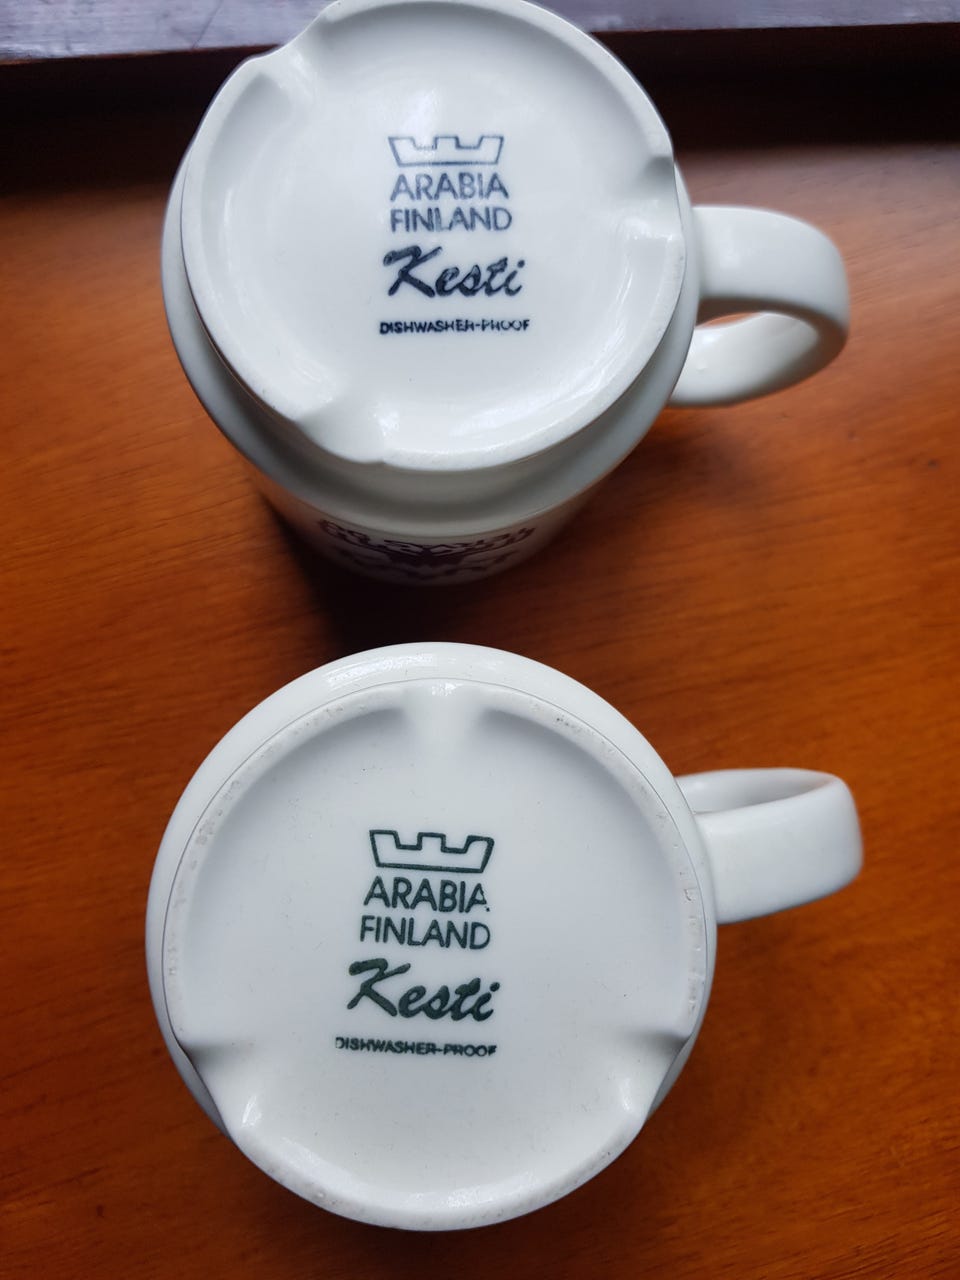 ARABIA
FINLAND
Kesti
DISHWASHER-PROOF
ARABIA
FINLAND
Kesti
DISHWASHER-PROOF